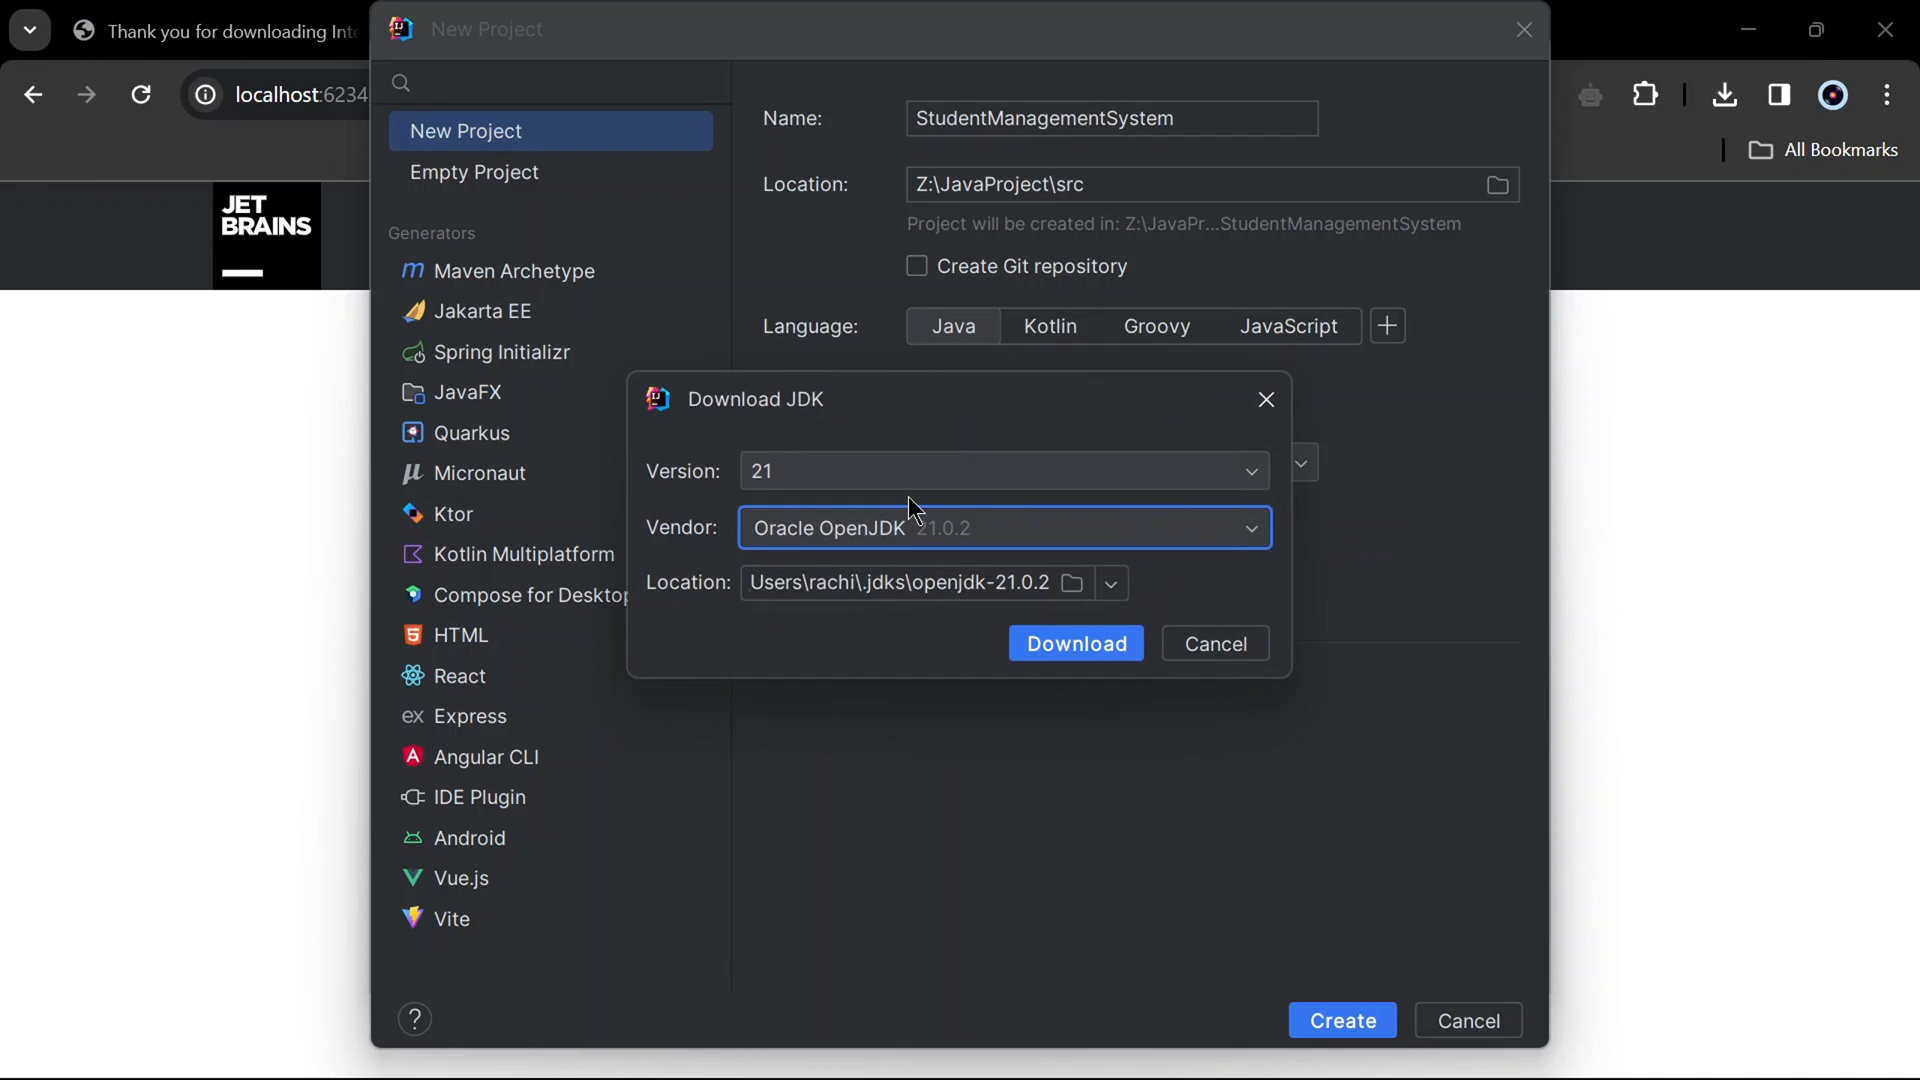 Thank you for downloading Inte
New Project
localhost:6234
All Bookmarks
JET
BRAINS
New Project
Empty Project
Generators
Maven Archetype
Jakarta EE
Spring Initializr
JavaFX
Quarkus
Micronaut
Ktor
Kotlin Multiplatform
Compose for Desktop
HTML
React
ex Express
Angular CLI
IDE Plugin
Android
Vue.js
Vite
Name: StudentManagementSystem
Location: Z:\JavaProject\src
Project will be created in: Z:\JavaPr...StudentManagementSystem
Create Git repository
Language: Java Kotlin Groovy JavaScript
Download JDK
Version: 21
Vendor: Oracle OpenJDK 21.0.2
Location: Users\rachi\.jdks\openjdk-21.0.2
Download Cancel
? Create Cancel